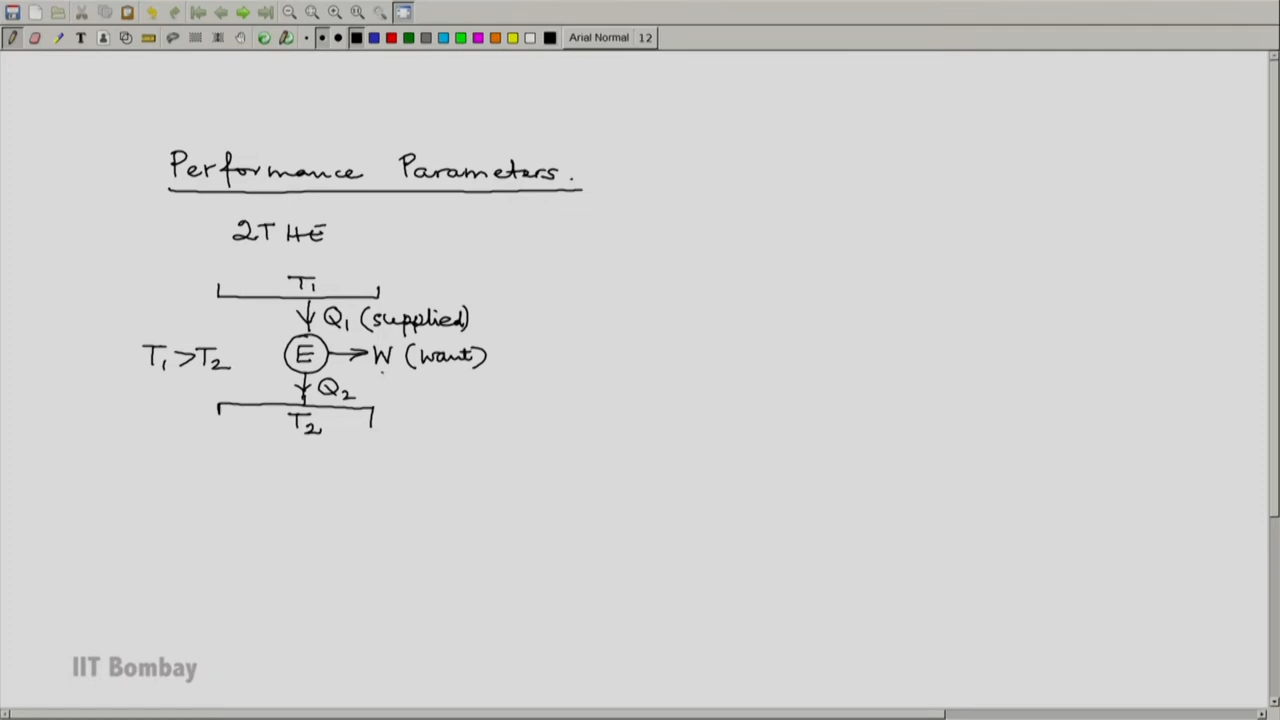 Arial Normal 12
Performance Parameters.
2T HE
T₁
Q₁ (supplied)
T₁ > T₂ E W (want)
Q₂
T₂
IIT Bombay